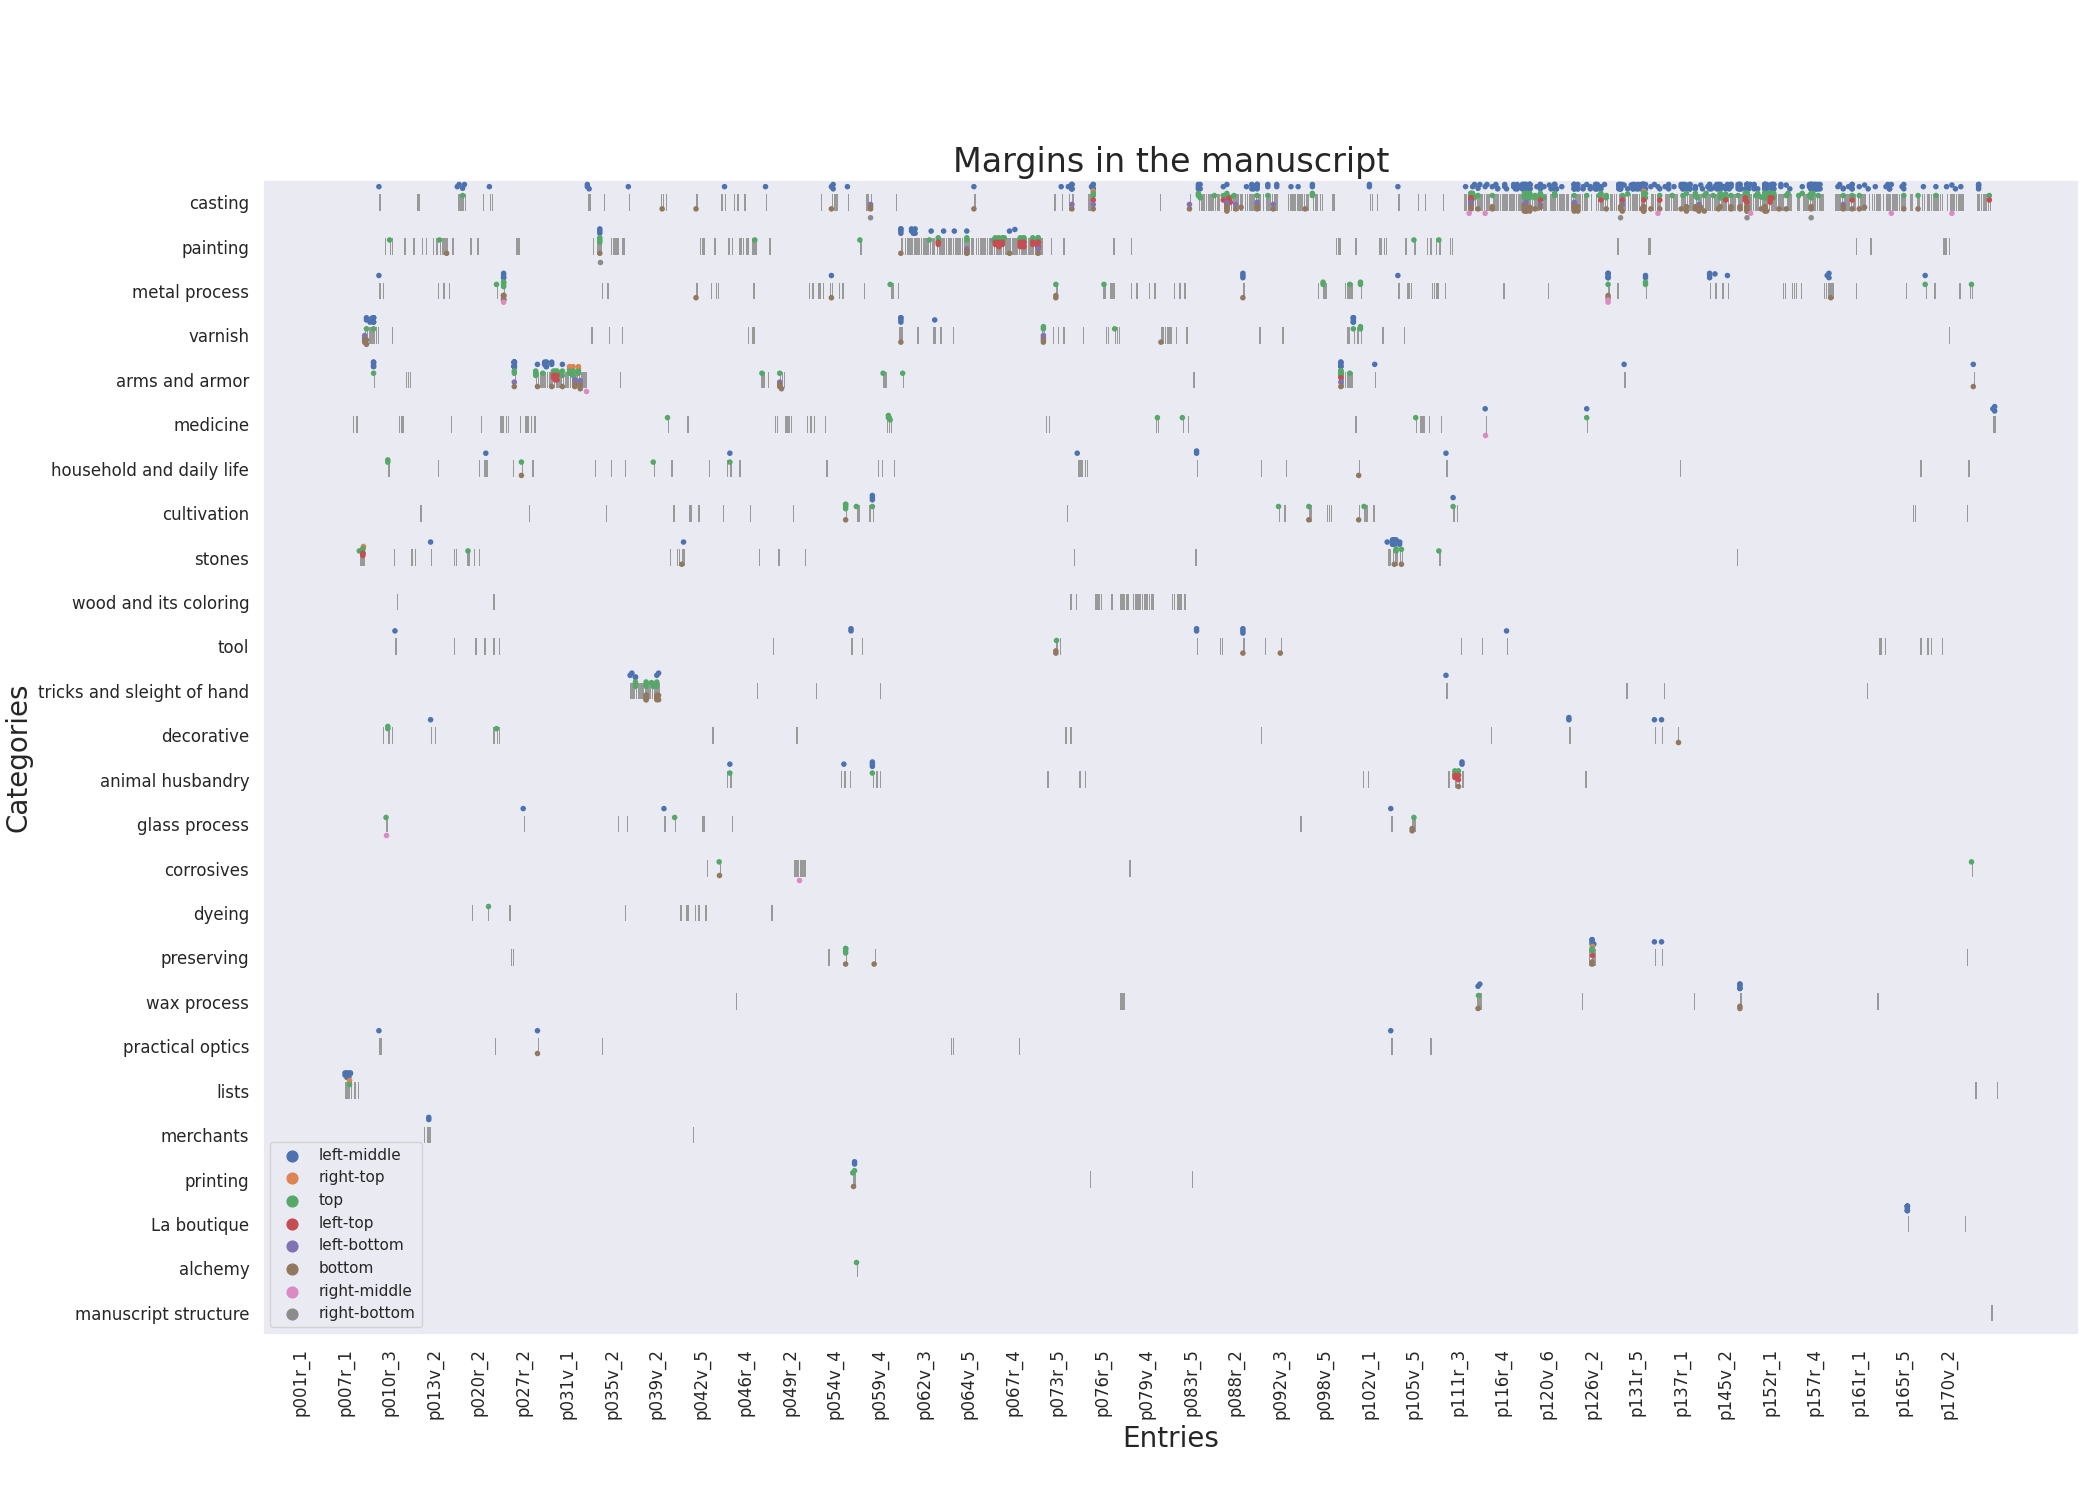 Margins in the manuscript
casting
painting
metal process
varnish
arms and armor
medicine
household and daily life
cultivation
stones
wood and its coloring
tool
tricks and sleight of hand
decorative
animal husbandry
glass process
corrosives
dyeing
preserving
wax process
practical optics
lists
merchants
printing
La boutique
alchemy
manuscript structure
Categories
left-middle
right-top
top
left-top
left-bottom
bottom
right-middle
right-bottom
p001r_1
p007r_1
p010r_3
p013v_2
p020r_2
p027r_2
p031v_1
p035v_2
p039v_2
p042v_5
p046r_4
p049r_2
p054v_4
p059v_4
p062v_3
p064v_5
p067r_4
p073r_5
p076r_5
p079v_4
p083r_5
p088r_2
p092v_3
p098v_5
p102v_1
p105v_5
p111r_3
p116r_4
p120v_6
p126v_2
p131r_5
p137r_1
p145v_2
p152r_1
p157r_4
p161r_1
p165r_5
p170v_2
Entries